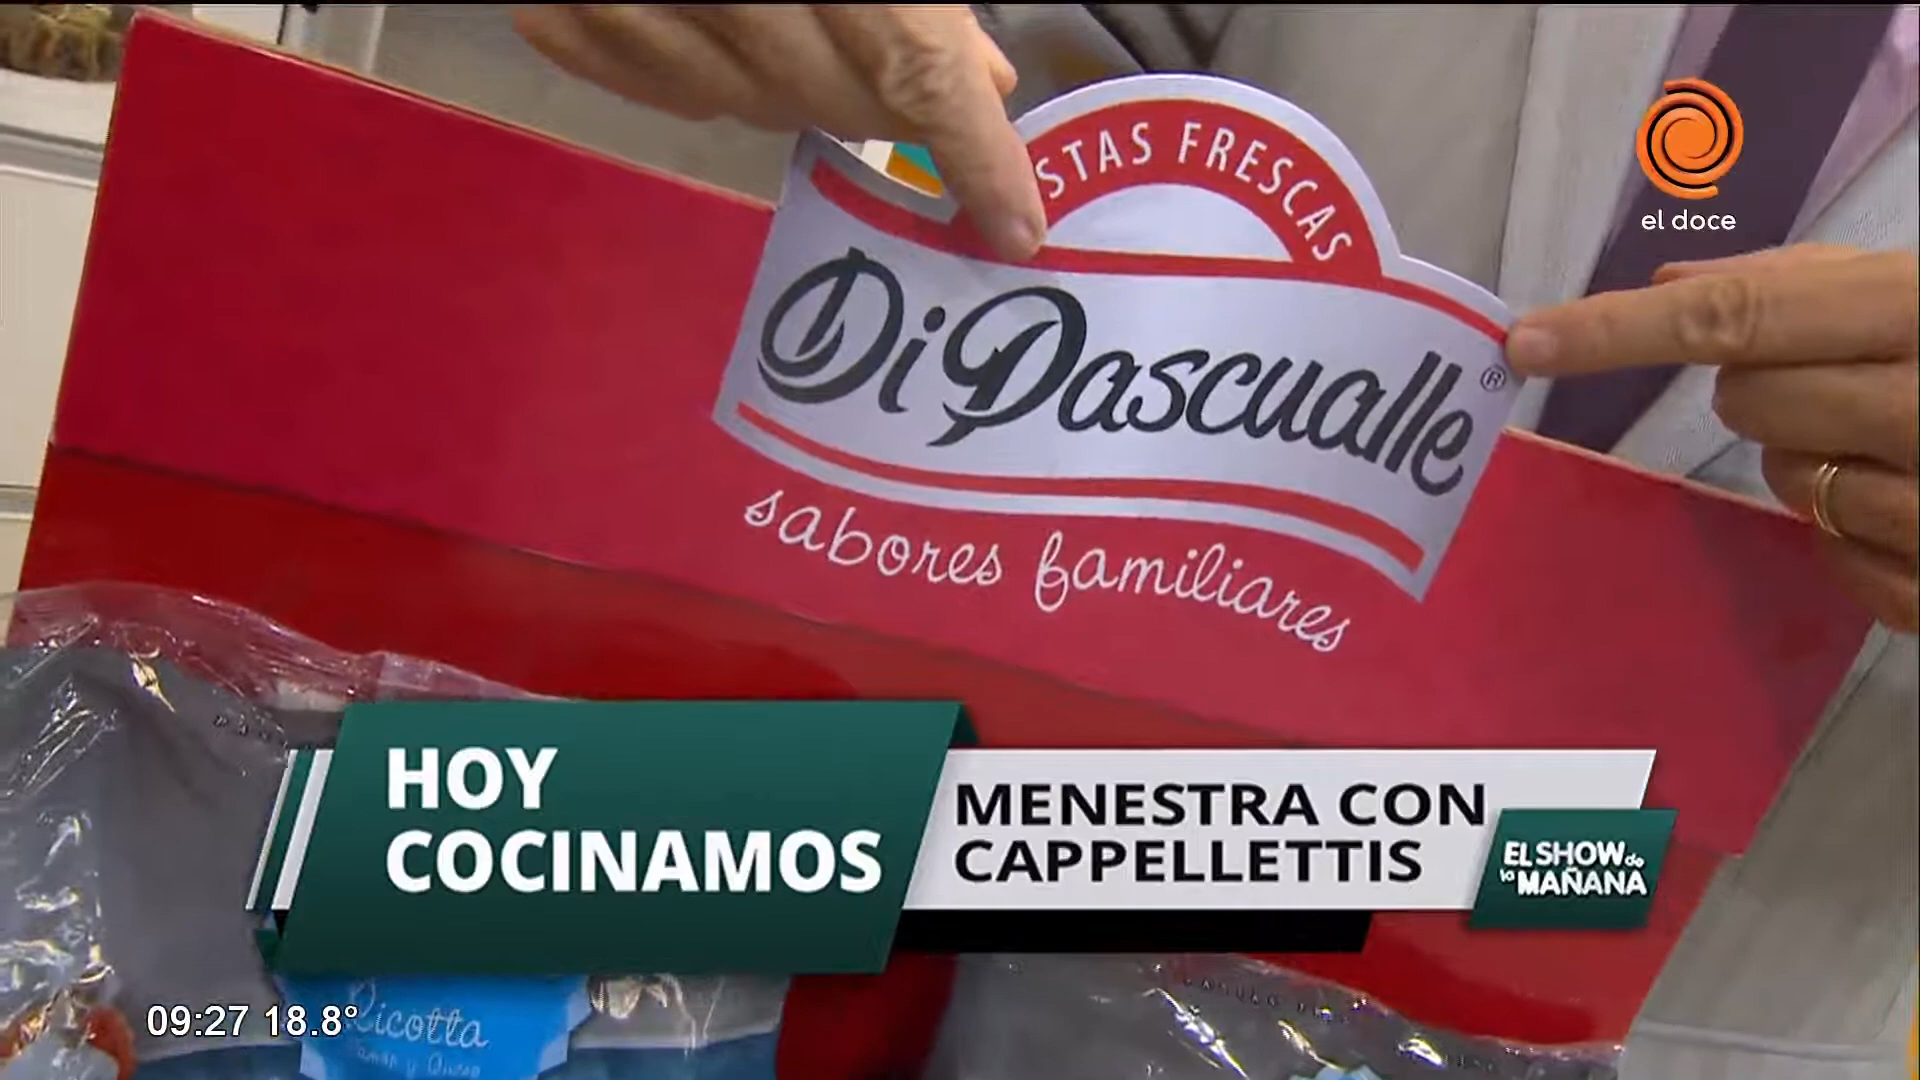 STAS FRESCAS
Di Pascualle®
sabores familiares
el doce
HOY
COCINAMOS
MENESTRA CON
CAPPELLETTIS
EL SHOW de
la MAÑANA
09:27 18.8°
Ricotta